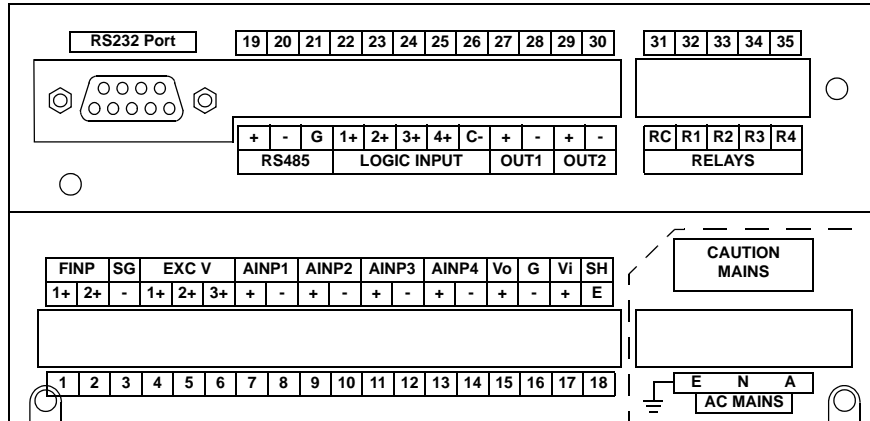 RS232 Port 19 20 21 22 23 24 25 26 27 28 29 30 31 32 33 34 35
+ - G 1+ 2+ 3+ 4+ C- + - + - RC R1 R2 R3 R4
RS485 LOGIC INPUT OUT1 OUT2 RELAYS
CAUTION
MAINS
FINP SG EXC V AINP1 AINP2 AINP3 AINP4 Vo G Vi SH
1+ 2+ - 1+ 2+ 3+ + - + - + - + - + - + E
1 2 3 4 5 6 7 8 9 10 11 12 13 14 15 16 17 18 E N A
AC MAINS